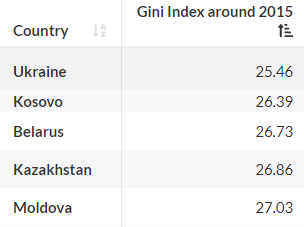 Country Gini Index around 2015
Ukraine 25.46
Kosovo 26.39
Belarus 26.73
Kazakhstan 26.86
Moldova 27.03